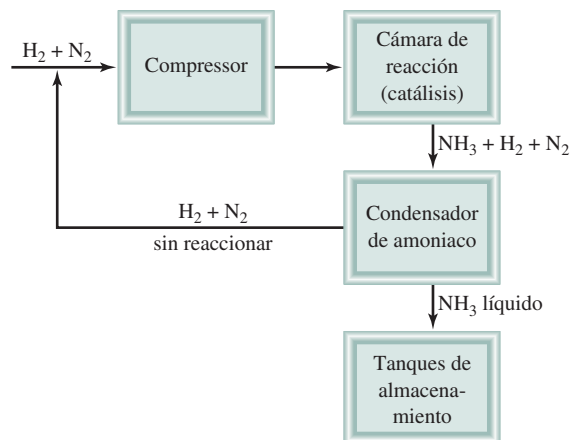 H₂ + N₂
Compressor
Cámara de
reacción
(catálisis)
NH₃ + H₂ + N₂
H₂ + N₂
sin reaccionar
Condensador
de amoniaco
NH₃ líquido
Tanques de
almacena-
miento